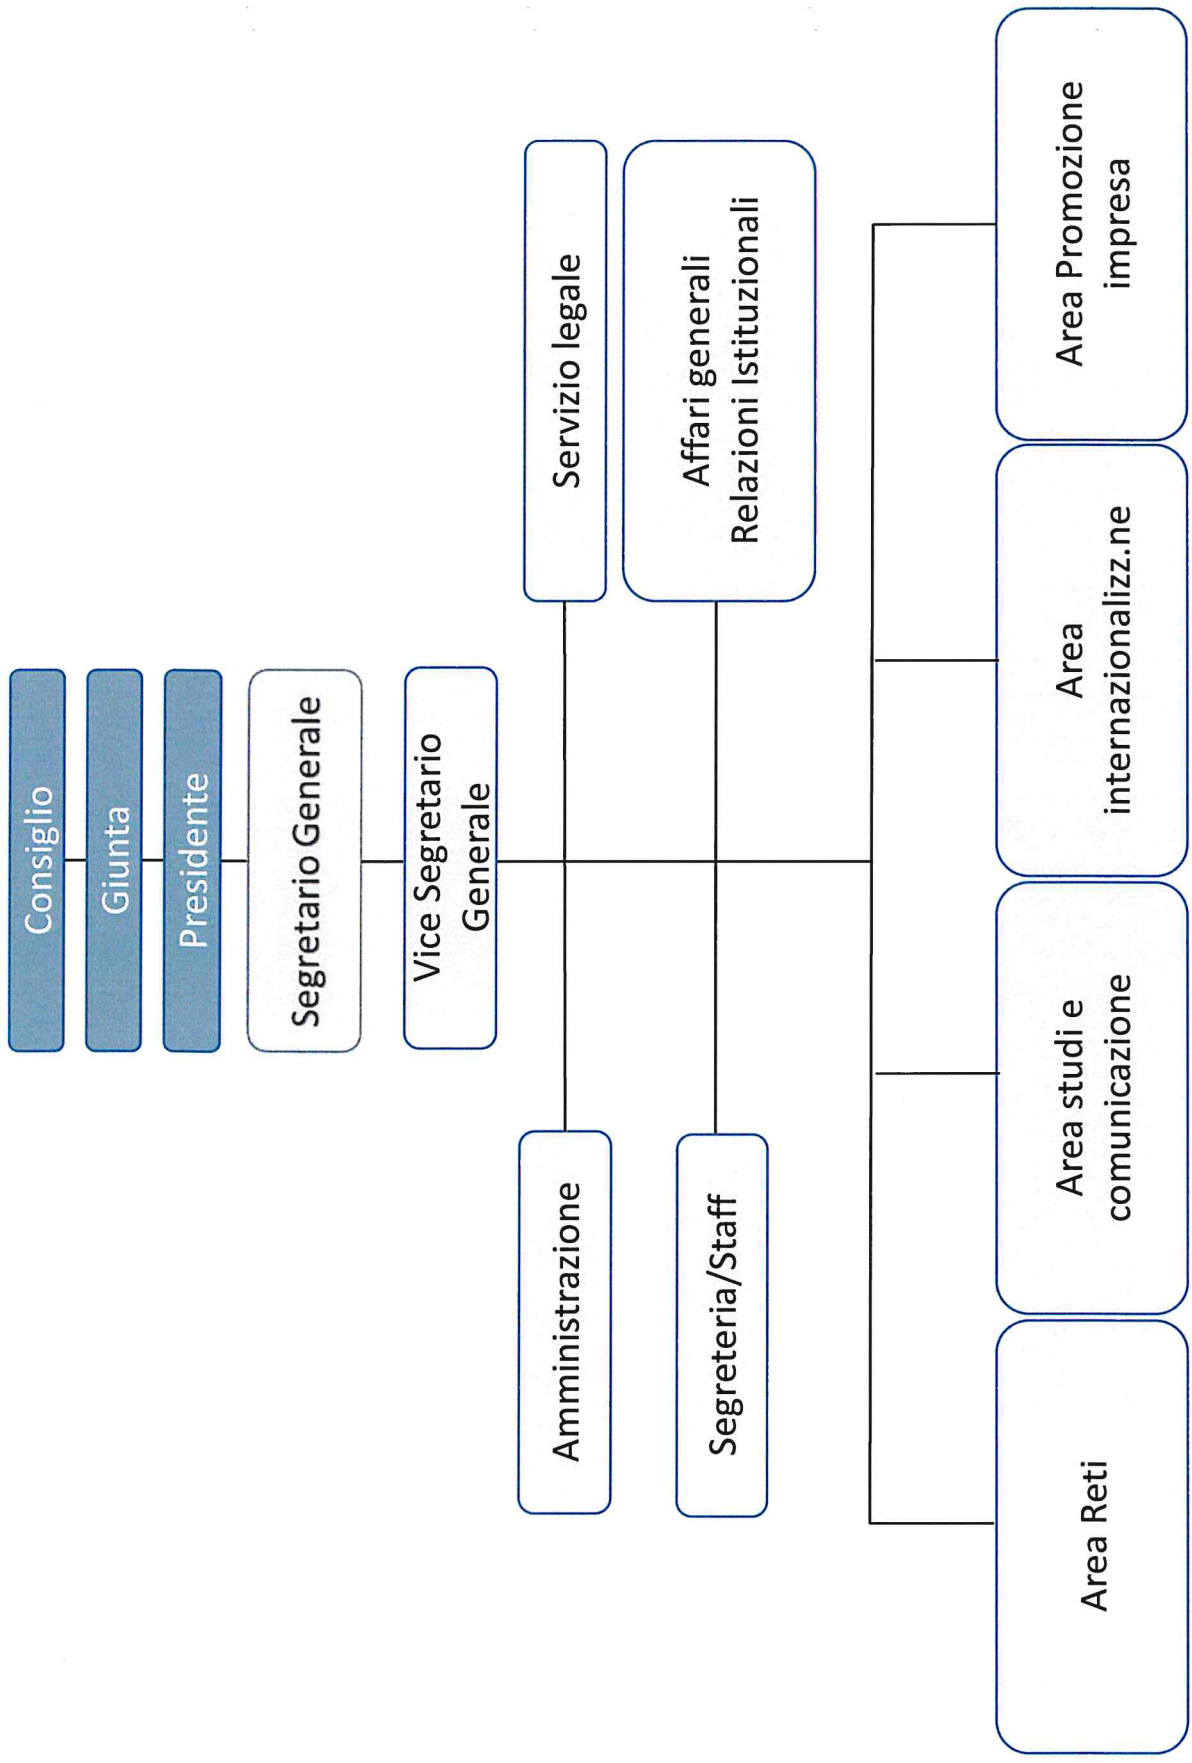 Consiglio
Giunta
Presidente
Segretario Generale
Vice Segretario
Generale
Amministrazione
Servizio legale
Segreteria/Staff
Affari generali
Relazioni Istituzionali
Area Reti
Area studi e
comunicazione
Area
internazionalizz.ne
Area Promozione
impresa